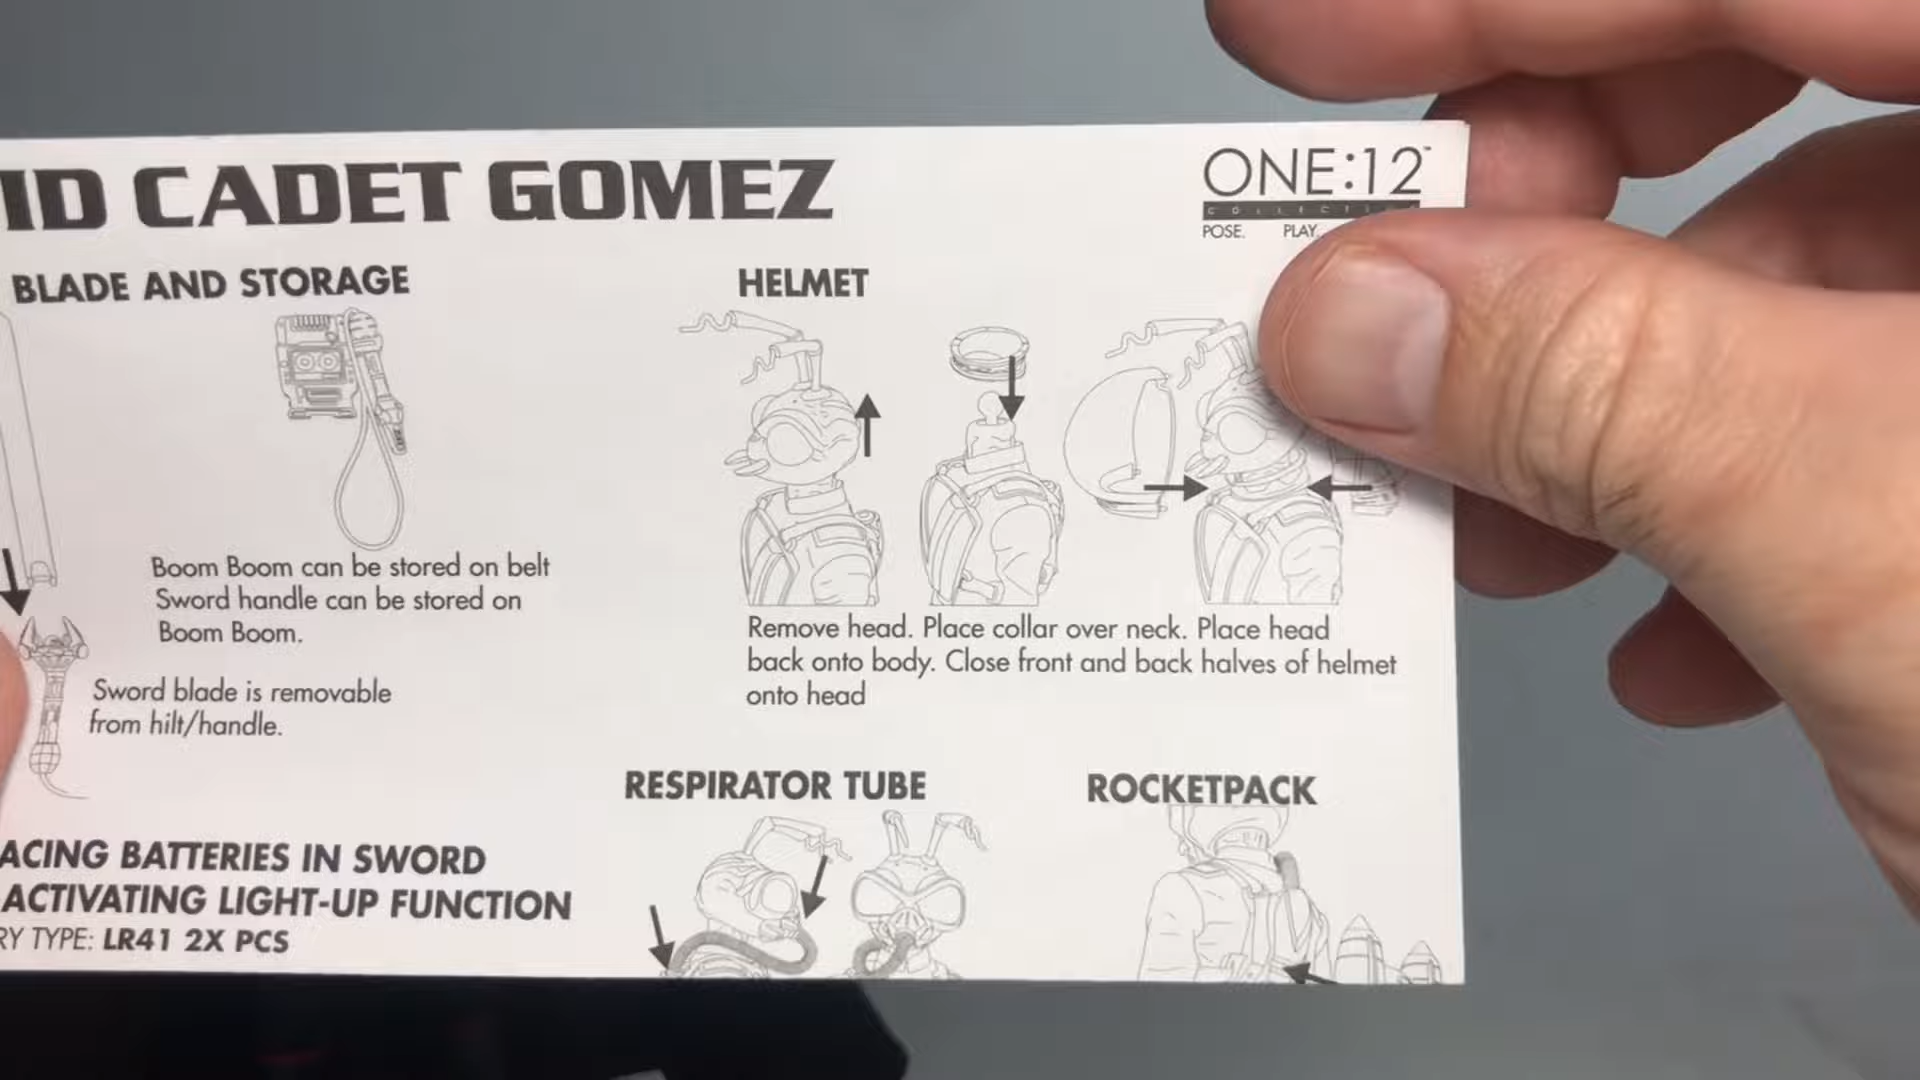 ID CADET GOMEZ
ONE:12™
COLLECTI
POSE. PLAY.
BLADE AND STORAGE
HELMET
Boom Boom can be stored on belt
Sword handle can be stored on
Boom Boom.
Sword blade is removable
from hilt/handle.
Remove head. Place collar over neck. Place head
back onto body. Close front and back halves of helmet
onto head
RESPIRATOR TUBE
ROCKETPACK
ACING BATTERIES IN SWORD
ACTIVATING LIGHT-UP FUNCTION
RY TYPE: LR41 2X PCS